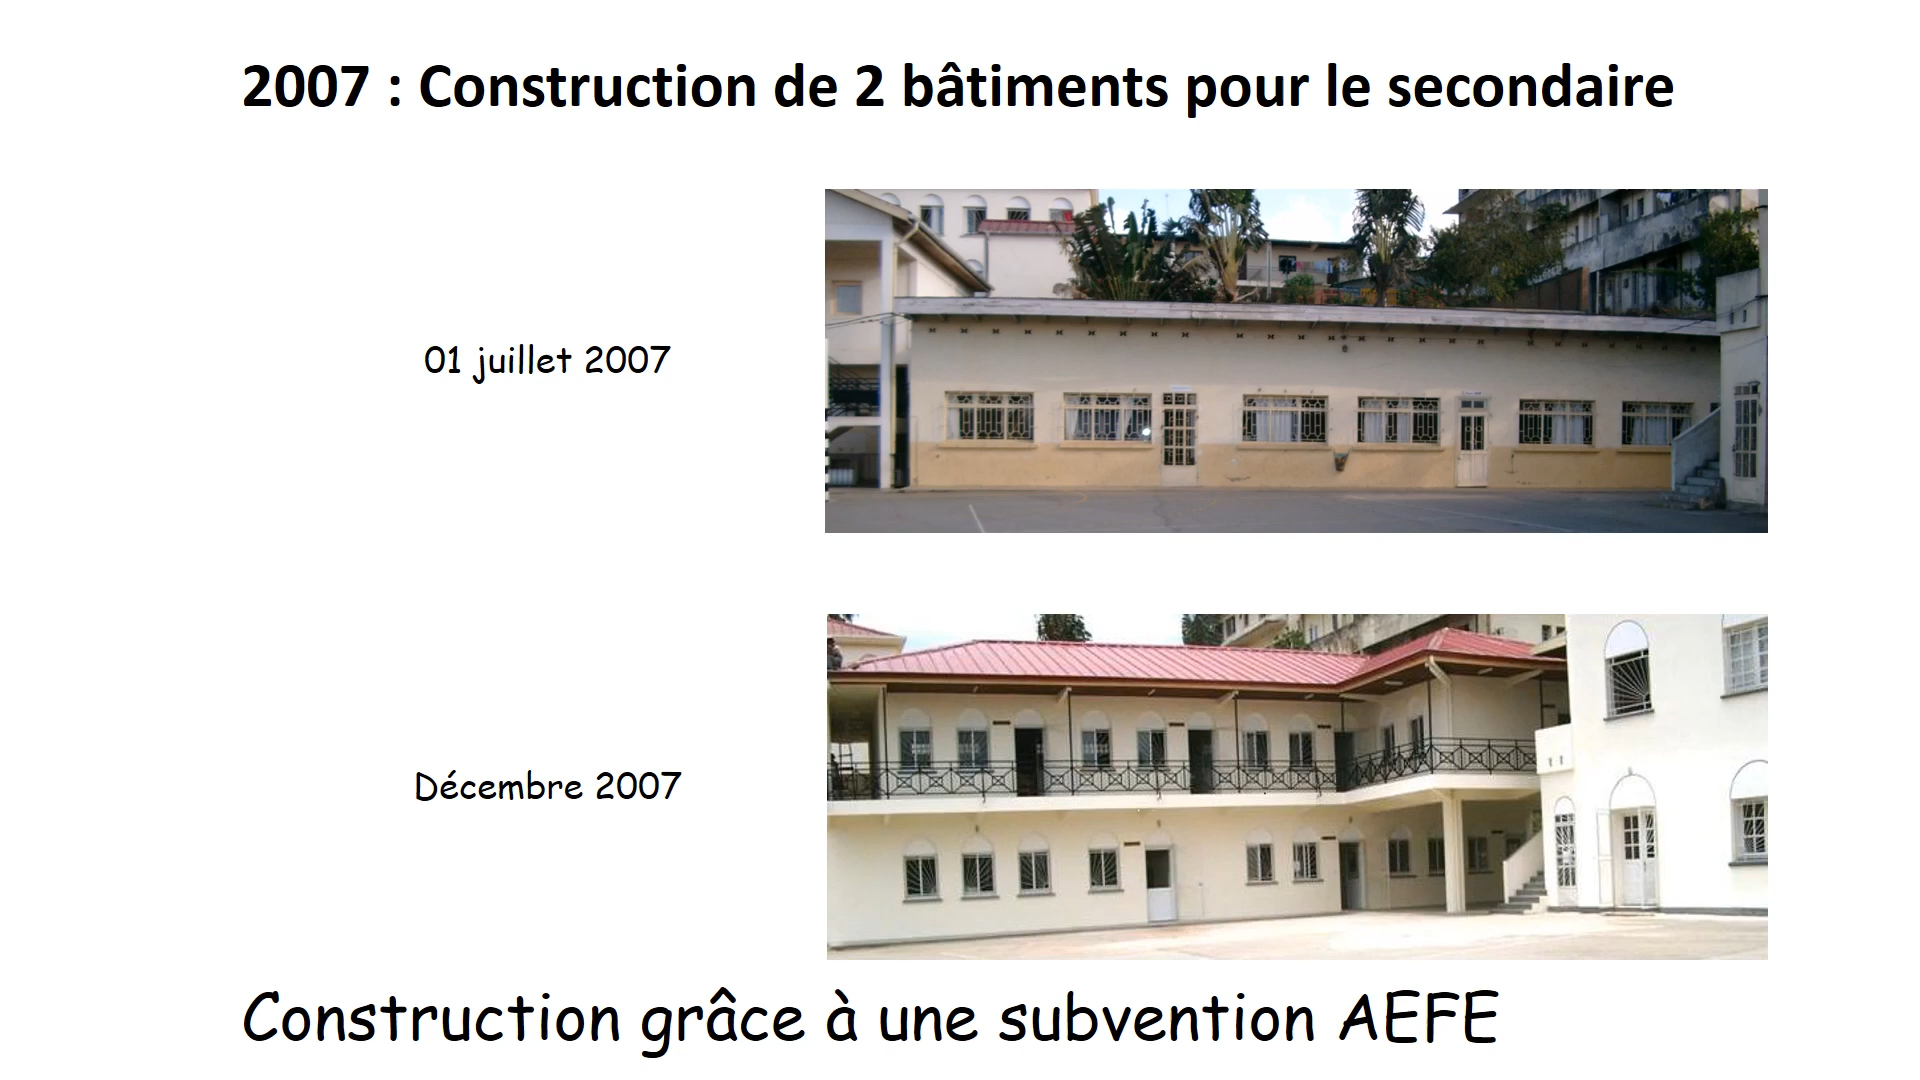 2007 : Construction de 2 bâtiments pour le secondaire
01 juillet 2007
Décembre 2007
Construction grâce à une subvention AEFE